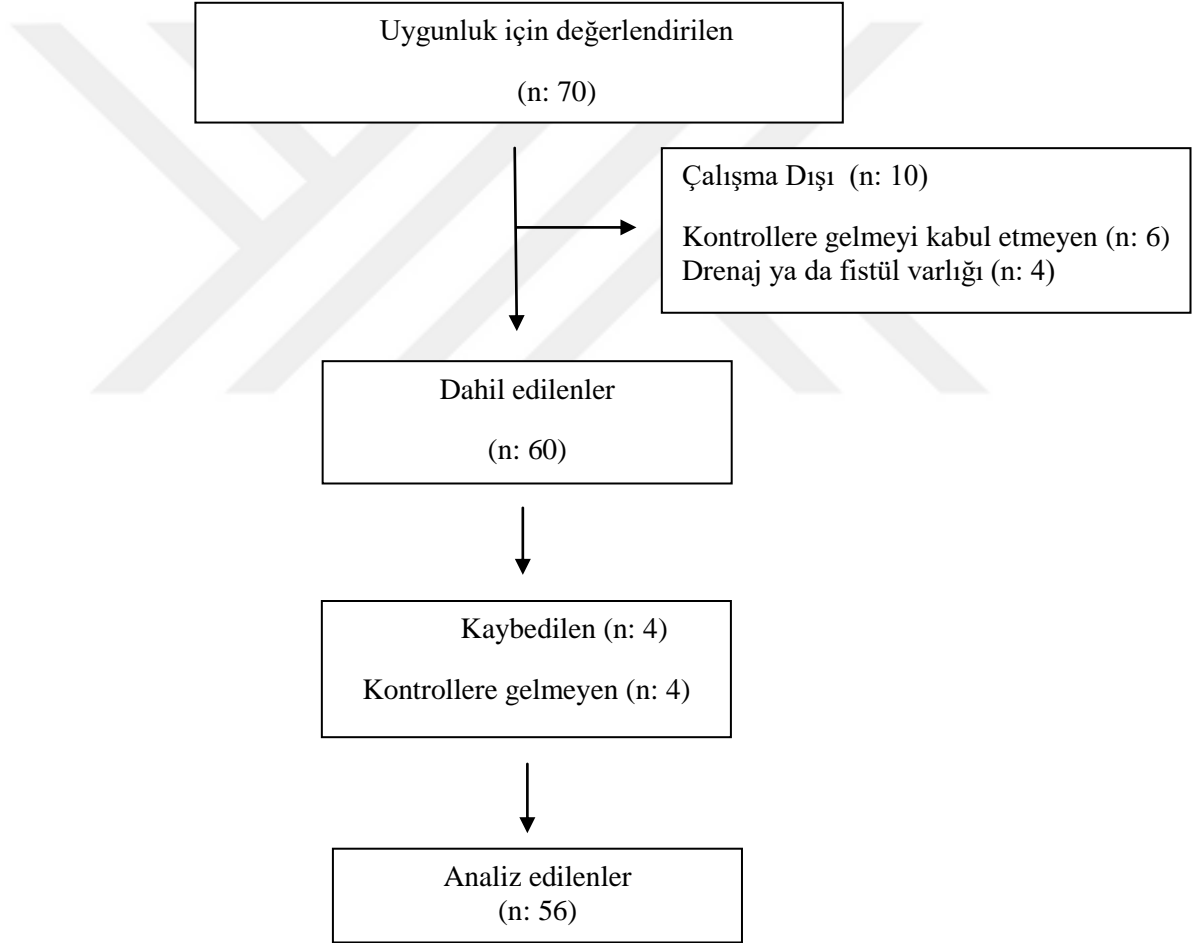 Uygunluk için değerlendirilen
(n: 70)
Çalışma Dışı (n: 10)
Kontrollere gelmeyi kabul etmeyen (n: 6)
Drenaj ya da fistül varlığı (n: 4)
Dahil edilenler
(n: 60)
Kaybedilen (n: 4)
Kontrollere gelmeyen (n: 4)
Analiz edilenler
(n: 56)